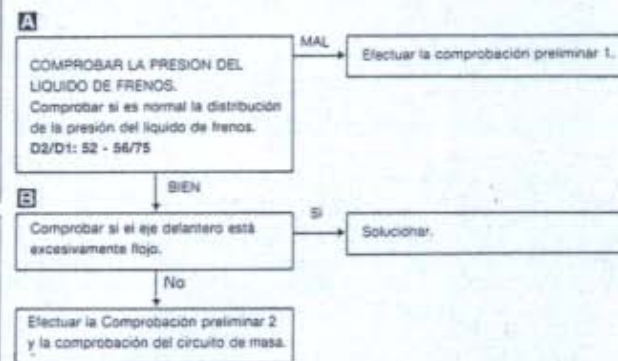 A
COMPROBAR LA PRESION DEL
LIQUIDO DE FRENOS.
Comprobar si es normal la distribución
de la presión del líquido de frenos.
D2/D1: 52 - 56/75
MAL
Efectuar la comprobación preliminar 1.
BIEN
B
Comprobar si el eje delantero está
excesivamente flojo.
SI
Solucionar.
No
Efectuar la Comprobación preliminar 2
y la comprobación del circuito de masa.